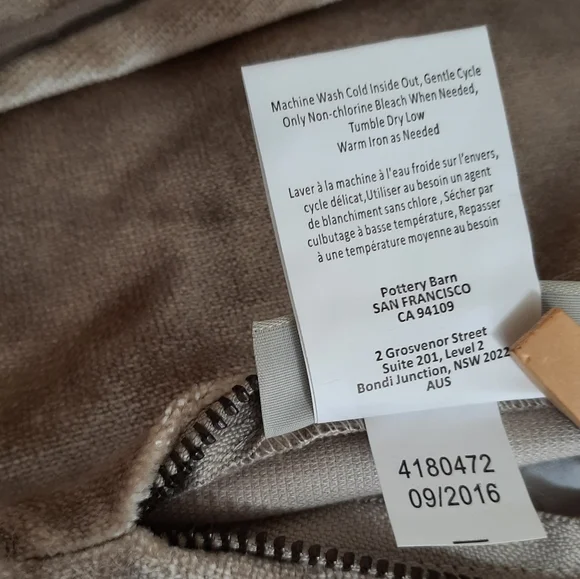 Machine Wash Cold Inside Out, Gentle Cycle
Only Non-chlorine Bleach When Needed,
Tumble Dry Low
Warm Iron as Needed
Laver à la machine à l'eau froide sur l'envers,
cycle délicat,Utiliser au besoin un agent
de blanchiment sans chlore , Sécher par
culbutage à basse température, Repasser
à une température moyenne au besoin
Pottery Barn
SAN FRANCISCO
CA 94109
2 Grosvenor Street
Suite 201, Level 2
Bondi Junction, NSW 2022
AUS
4180472
09/2016